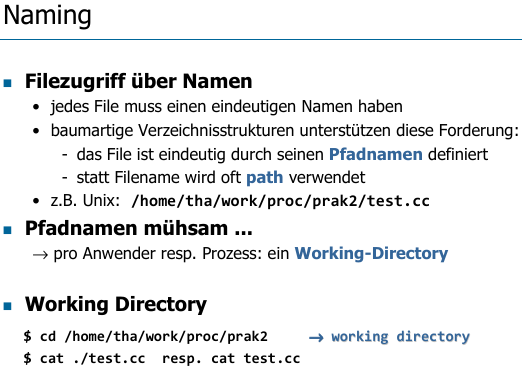 Naming
■ Filezugriff über Namen
• jedes File muss einen eindeutigen Namen haben
• baumartige Verzeichnisstrukturen unterstützen diese Forderung:
- das File ist eindeutig durch seinen Pfadnamen definiert
- statt Filename wird oft path verwendet
• z.B. Unix: /home/tha/work/proc/prak2/test.cc
■ Pfadnamen mühsam ...
→ pro Anwender resp. Prozess: ein Working-Directory
■ Working Directory
$ cd /home/tha/work/proc/prak2 → working directory
$ cat ./test.cc resp. cat test.cc